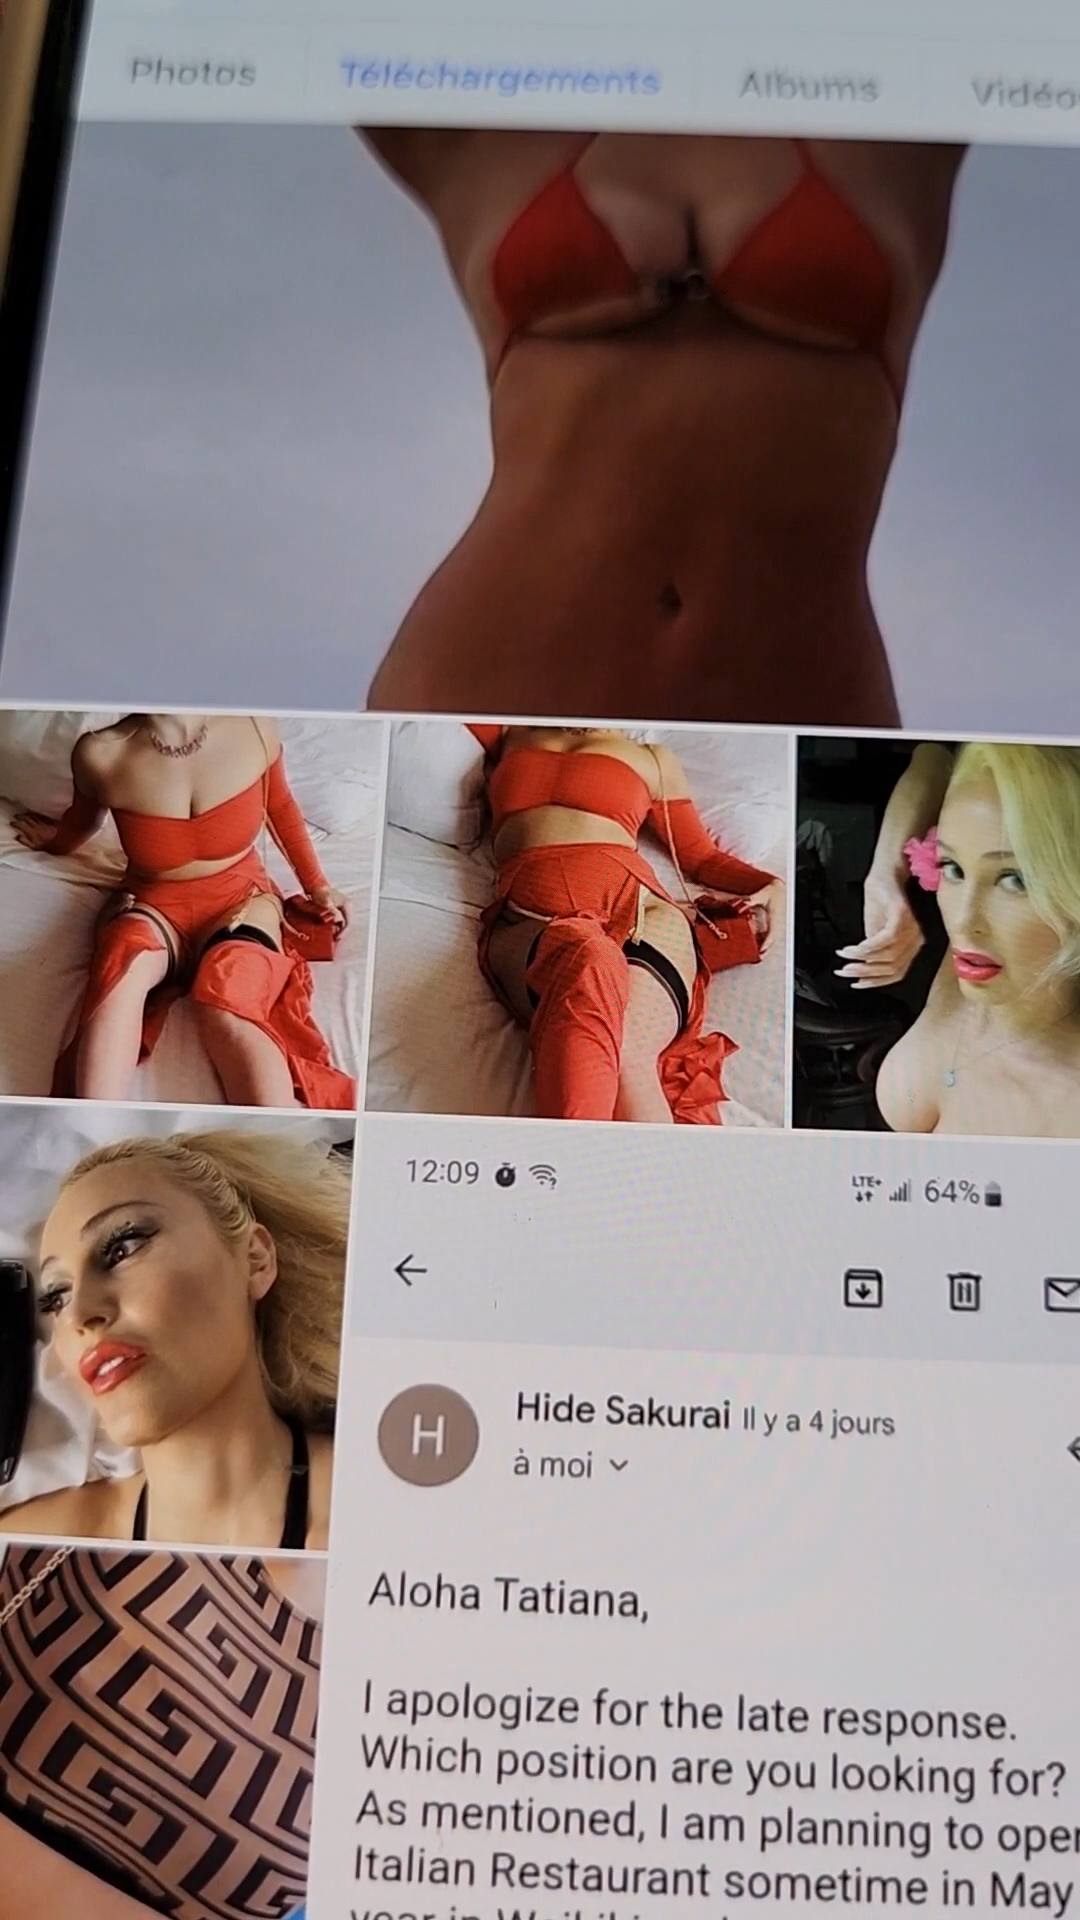 Photos Téléchargements Albums
12:09 LTE+ 64%
H
Hide Sakurai Il y a 4 jours
à moi
Aloha Tatiana,
I apologize for the late response.
Which position are you looking for?
As mentioned, I am planning to
Italian Restaurant sometime in May